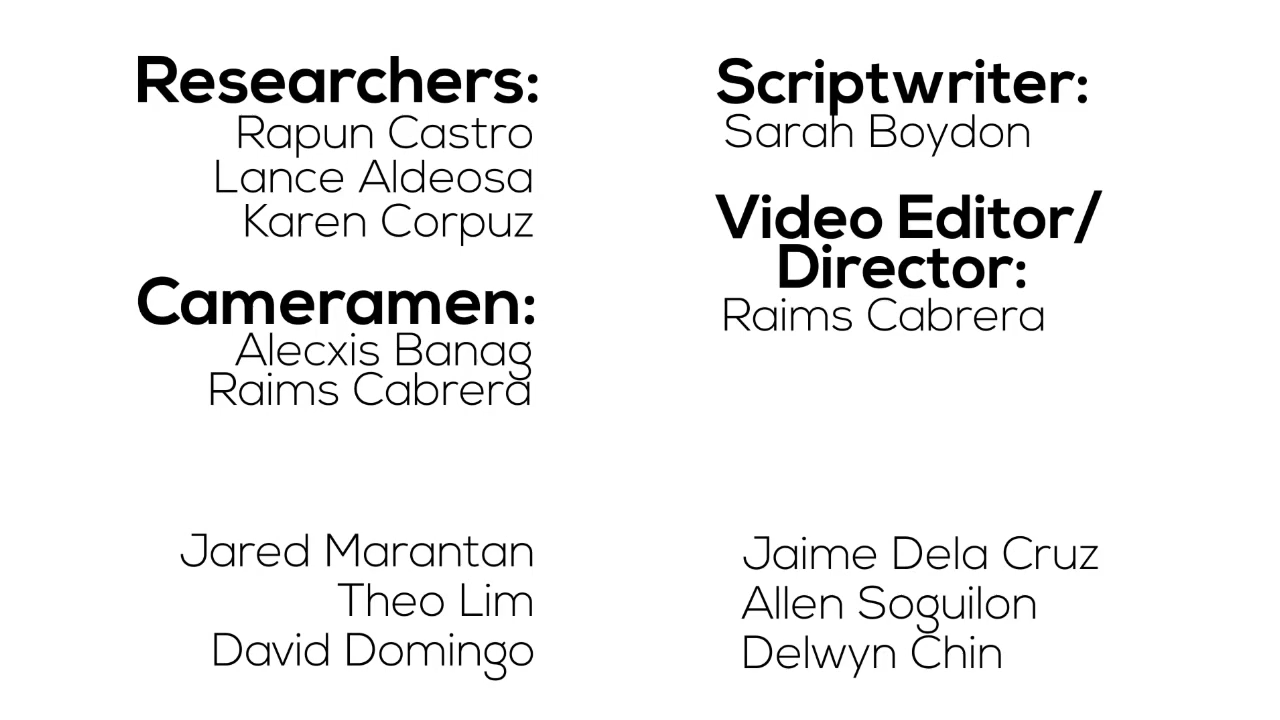 Researchers:
Rapun Castro
Lance Aldeosa
Karen Corpuz
Cameramen:
Alecxis Banag
Raims Cabrera
Scriptwriter:
Sarah Boydon
Video Editor/
Director:
Raims Cabrera
Jared Marantan
Theo Lim
David Domingo
Jaime Dela Cruz
Allen Soguilon
Delwyn Chin